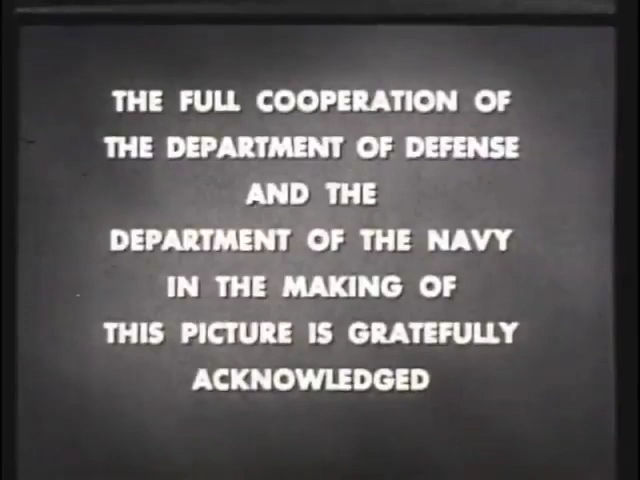 THE FULL COOPERATION OF
THE DEPARTMENT OF DEFENSE
AND THE
DEPARTMENT OF THE NAVY
IN THE MAKING OF
THIS PICTURE IS GRATEFULLY
ACKNOWLEDGED